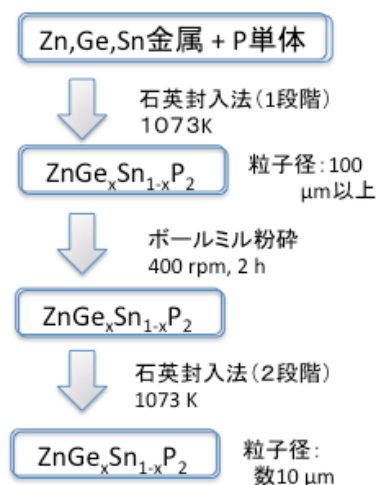 Zn,Ge,Sn金属 + P単体
石英封入法(1段階)
1073K
ZnGeₓSn₁₋ₓP₂
粒子径:100
μm以上
ボールミル粉砕
400 rpm, 2 h
ZnGeₓSn₁₋ₓP₂
石英封入法(2段階)
1073 K
ZnGeₓSn₁₋ₓP₂
粒子径:
数10 μm